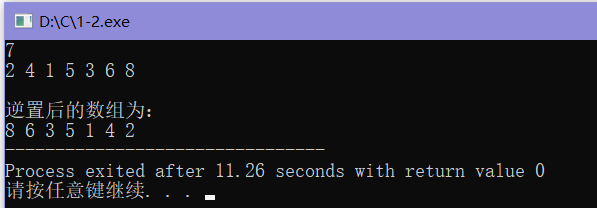 D:\C\1-2.exe
7
2 4 1 5 3 6 8
逆置后的数组为:
8 6 3 5 1 4 2
--------------------------------
Process exited after 11.26 seconds with return value 0
请按任意键继续. . .